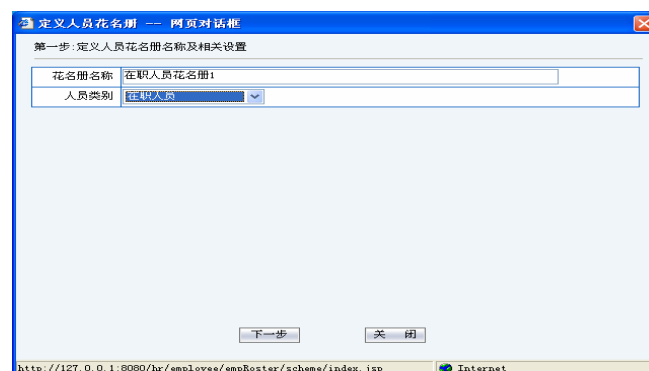 定义人员花名册 -- 网页对话框
第一步:定义人员花名册名称及相关设置
花名册名称 在职人员花名册1
人员类别 在职人员
下一步 关 闭
http://127.0.0.1:8080/hr/employee/empRoster/scheme/index.jsp Internet